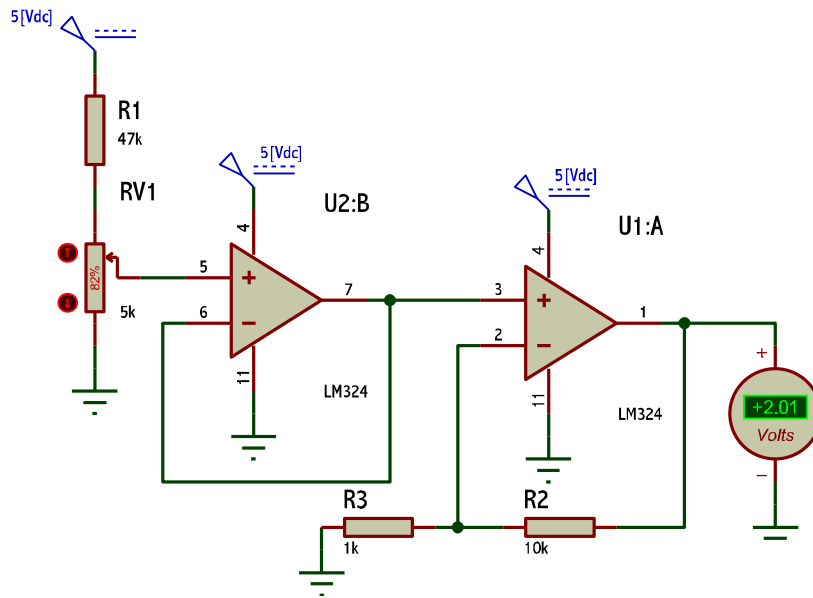 5[Vdc]
R1
47k
RV1
82%
5k
5[Vdc]
U2:B
4
5
6
7
11
+
−
LM324
5[Vdc]
U1:A
4
3
2
1
11
+
−
LM324
R3
1k
R2
10k
+
+2.01
Volts
−